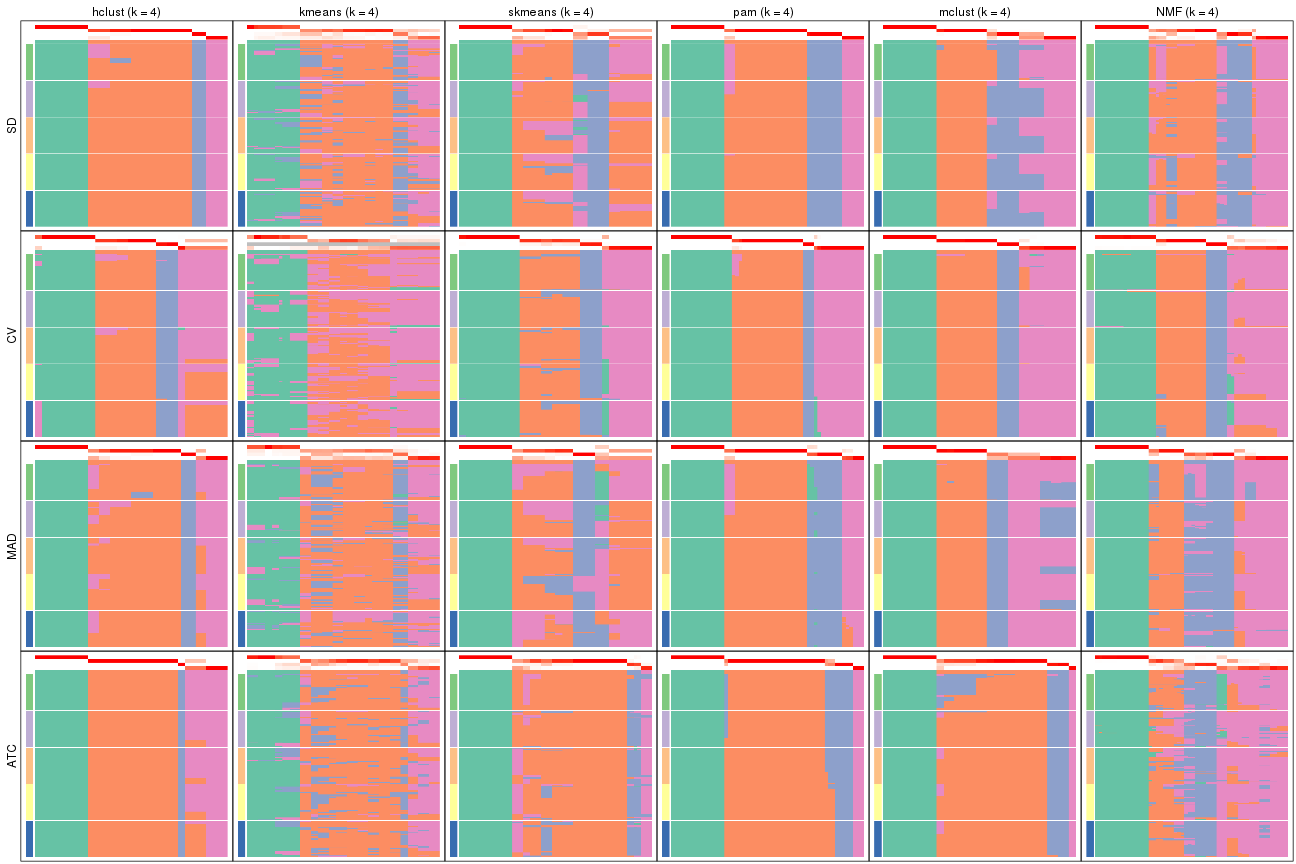 hclust (k = 4) kmeans (k = 4) skmeans (k = 4) pam (k = 4) mclust (k = 4) NMF (k = 4)
SD
CV
MAD
ATC